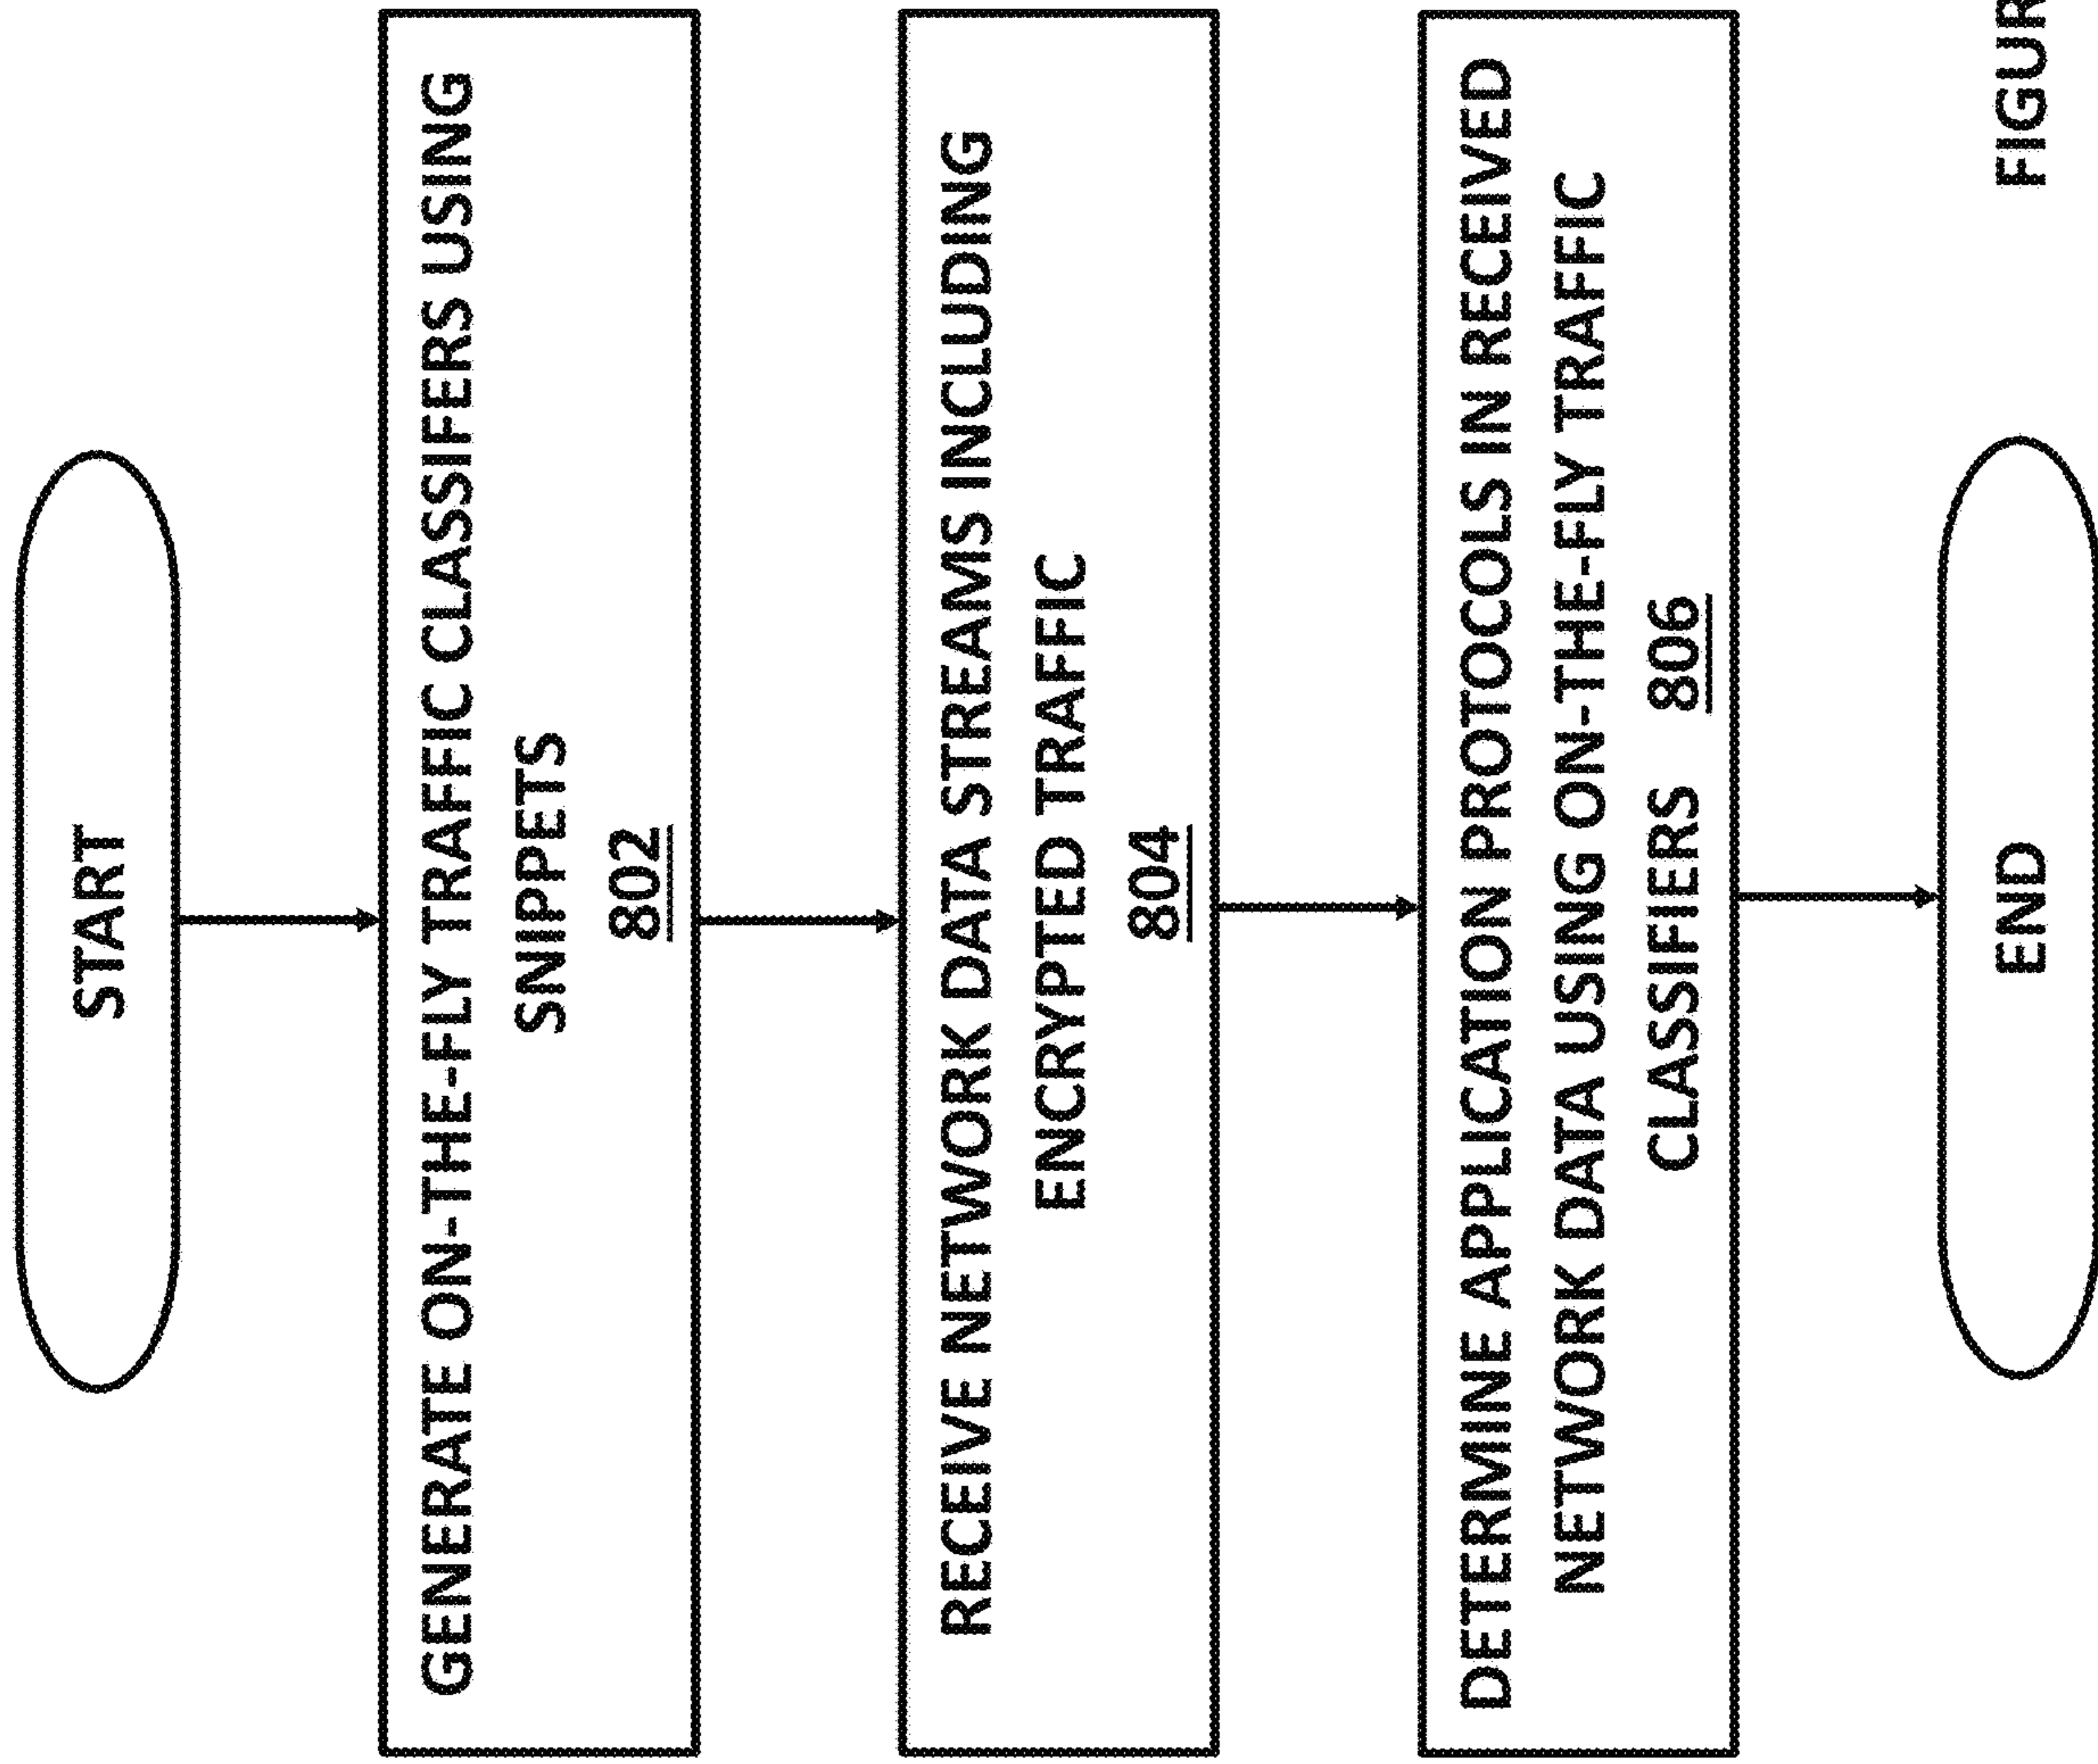 START
GENERATE ON-THE-FLY TRAFFIC CLASSIFERS USING
SNIPPETS
802
RECEIVE NETWORK DATA STREAMS INCLUDING
ENCRYPTED TRAFFIC
804
DETERMINE APPLICATION PROTOCOLS IN RECEIVED
NETWORK DATA USING ON-THE-FLY TRAFFIC
CLASSIFIERS 806
END